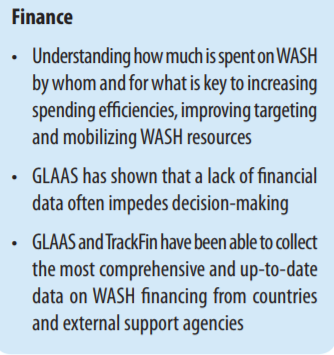 Finance
• Understanding how much is spent on WASH
by whom and for what is key to increasing
spending efficiencies, improving targeting
and mobilizing WASH resources
• GLAAS has shown that a lack of financial
data often impedes decision-making
• GLAAS and TrackFin have been able to collect
the most comprehensive and up-to-date
data on WASH financing from countries
and external support agencies